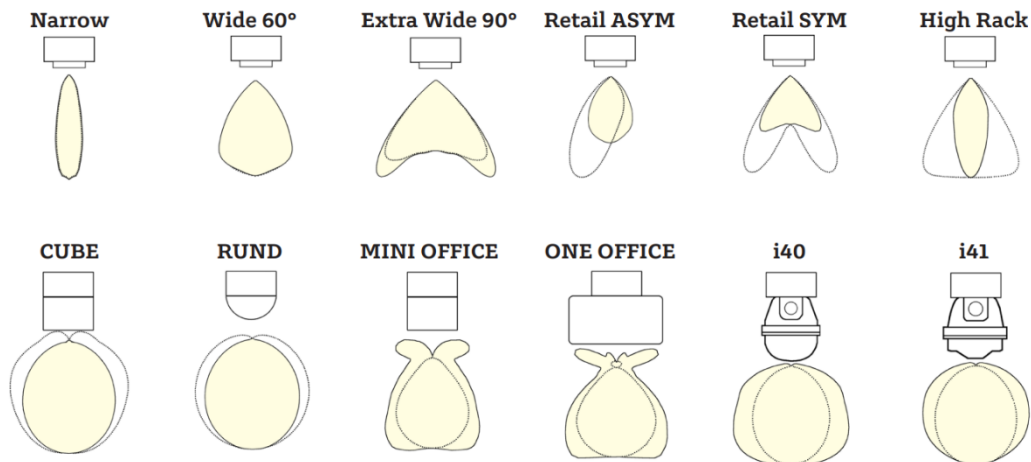 Narrow
Wide 60°
Extra Wide 90°
Retail ASYM
Retail SYM
High Rack
CUBE
RUND
MINI OFFICE
ONE OFFICE
i40
i41